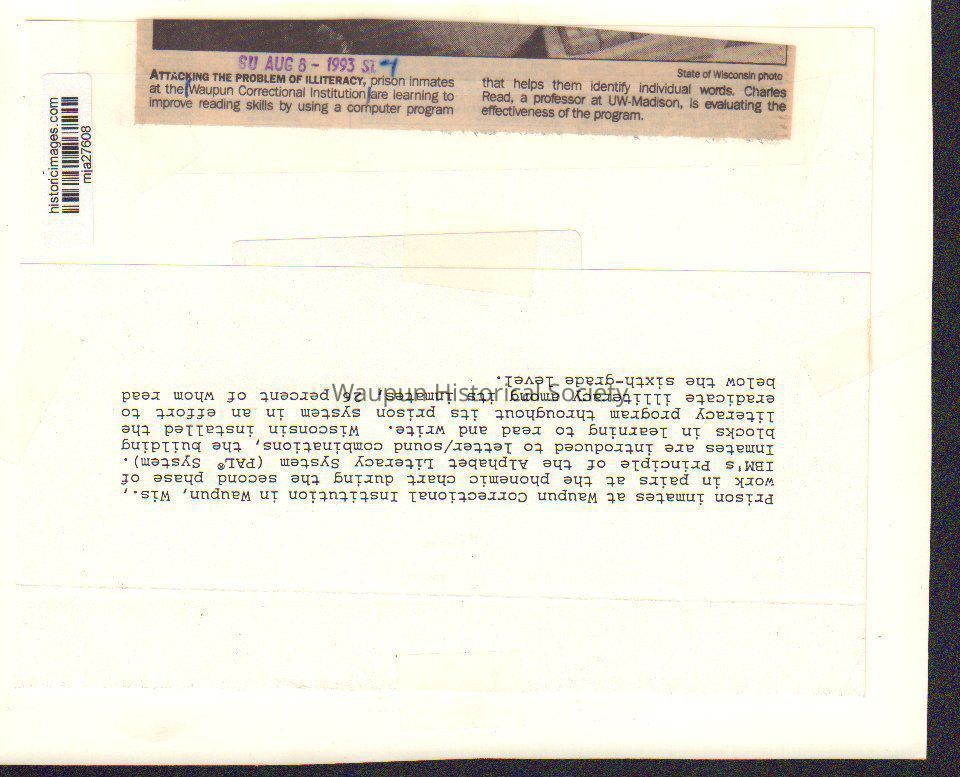 SU AUG 8 - 1993
State of Wisconsin photo
ATTACKING THE PROBLEM OF ILLITERACY, prison inmates
at the Waupun Correctional Institution are learning to
improve reading skills by using a computer program
that helps them identify individual words. Charles
Read, a professor at UW-Madison, is evaluating the
effectiveness of the program.
historicimages.com
mja27608
Waupun Historical Society
Prison inmates at Waupun Correctional Institution in Waupun, Wis.,
work in pairs at the phonemic chart during the second phase of
IBM's Principle of the Alphabet Literacy System (PAL® System).
Inmates are introduced to letter/sound combinations, the building
blocks in learning to read and write. Wisconsin installed the
literacy program throughout its prison system in an effort to
eradicate illiteracy among its inmates, 26 percent of whom read
below the sixth-grade level.